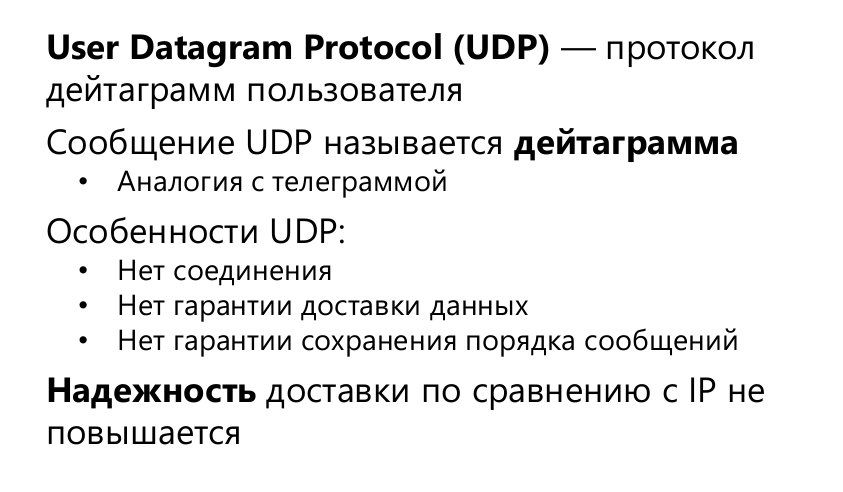 User Datagram Protocol (UDP) — протокол
дейтаграмм пользователя
Сообщение UDP называется дейтаграмма
• Аналогия с телеграммой
Особенности UDP:
• Нет соединения
• Нет гарантии доставки данных
• Нет гарантии сохранения порядка сообщений
Надежность доставки по сравнению с IP не
повышается